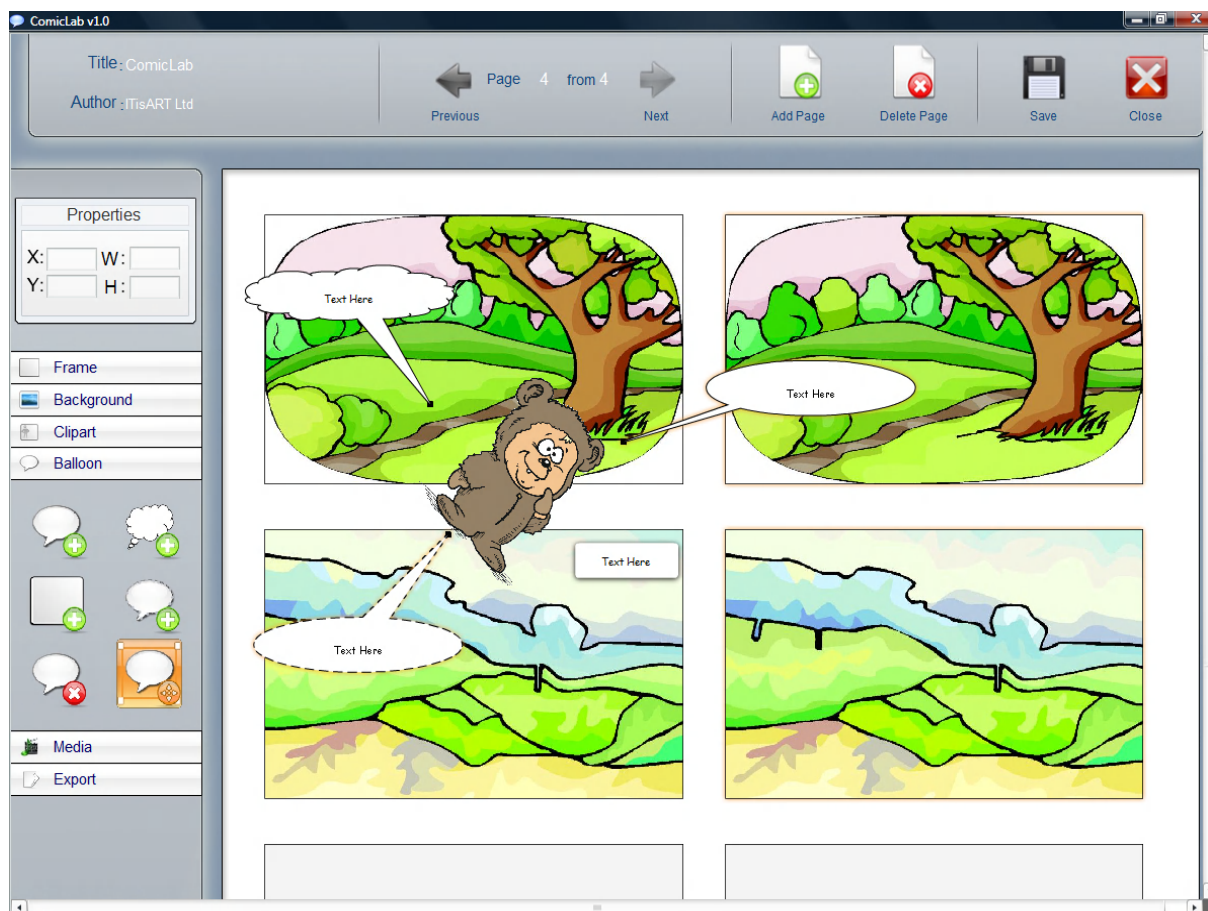 ComicLab v1.0
Title: ComicLab
Author: ITisART Ltd
Page 4 from 4
Previous
Next
Add Page
Delete Page
Save
Close
Properties
X: W:
Y: H:
Frame
Background
Clipart
Balloon
Media
Export
Text Here
Text Here
Text Here
Text Here